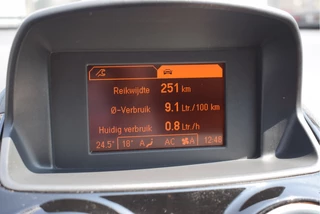 Reikwijdte 251 km
Ø-Verbruik 9.1 Ltr/100 km
Huidig verbruik 0.8 Ltr/h
24.5° 18° A AC A 12:48